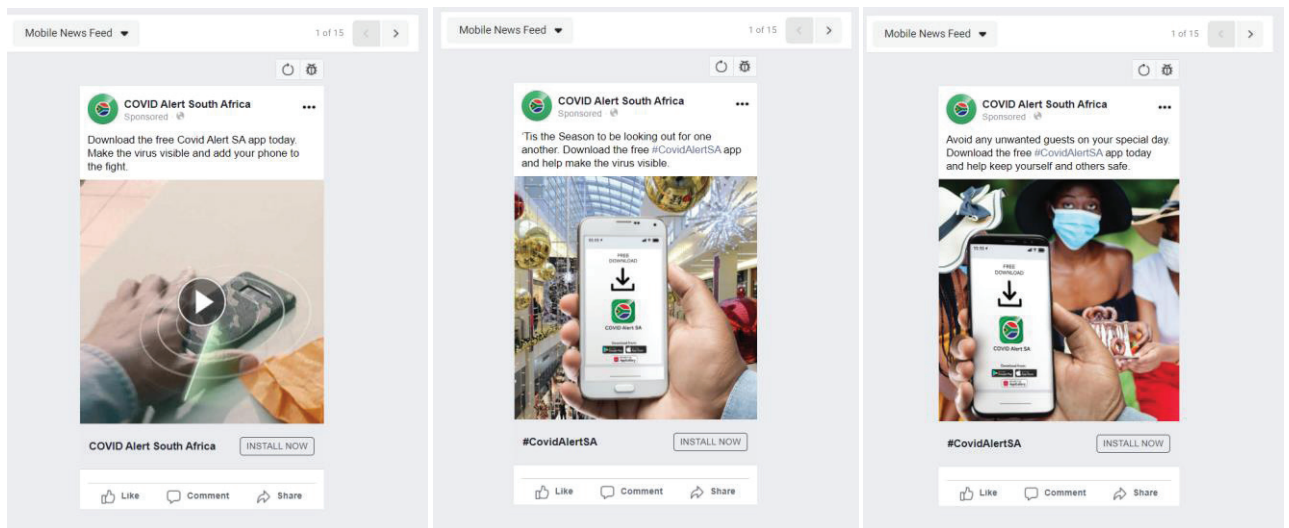 Mobile News Feed
1 of 15
COVID Alert South Africa
Sponsored
Download the free Covid Alert SA app today.
Make the virus visible and add your phone to
the fight.
COVID Alert South Africa
INSTALL NOW
Like Comment Share
Mobile News Feed
1 of 15
COVID Alert South Africa
Sponsored
'Tis the Season to be looking out for one
another. Download the free #CovidAlertSA app
and help make the virus visible.
FREE
DOWNLOAD
COVID Alert SA
Download From:
#CovidAlertSA
INSTALL NOW
Like Comment Share
Mobile News Feed
1 of 15
COVID Alert South Africa
Sponsored
Avoid any unwanted guests on your special day.
Download the free #CovidAlertSA app today
and help keep yourself and others safe.
FREE
DOWNLOAD
COVID Alert SA
Download From:
#CovidAlertSA
INSTALL NOW
Like Comment Share